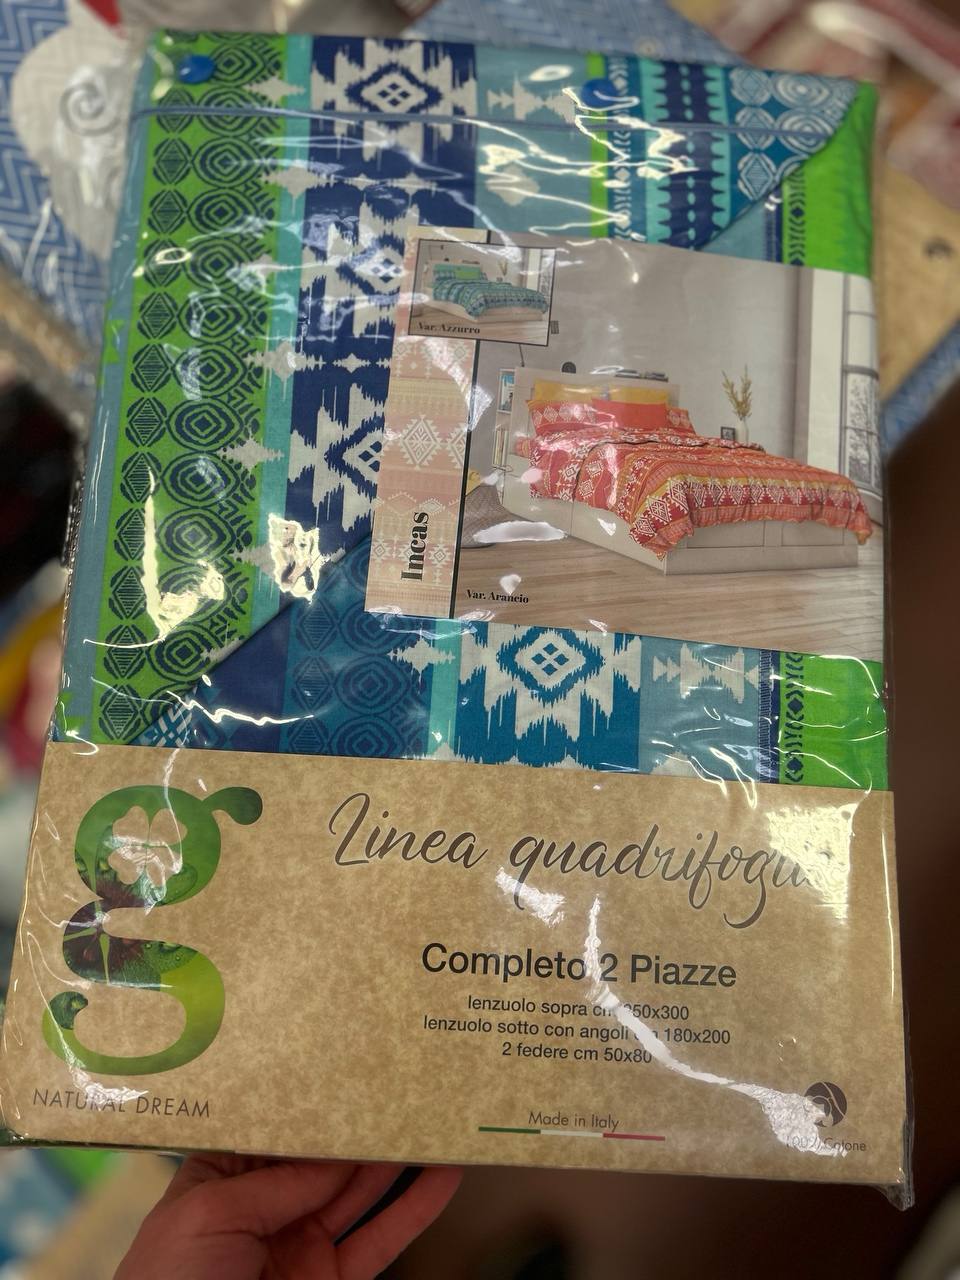 Var. Azzurro
Incas
Var. Arancio
Linea quadrifoglio
Completo 2 Piazze
lenzuolo sopra cm 250x300
lenzuolo sotto con angoli cm 180x200
2 federe cm 50x80
NATURAL DREAM
Made in Italy
100% Cotone